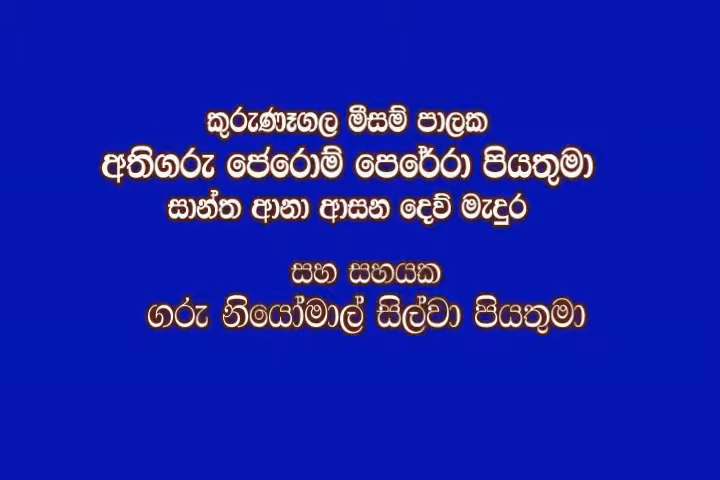 කුරුණෑගල මීසම් පාලක
අතිගරු ජේරොම් පෙරේරා පියතුමා
සාන්ත ආනා ආසන දෙව් මැදුර
සහ සහයක
ගරු නියෝමාල් සිල්වා පියතුමා